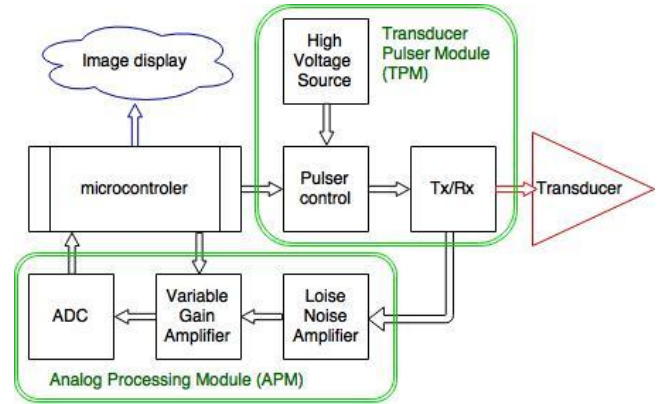 Image display
High
Voltage
Source
Transducer
Pulser Module
(TPM)
microcontroler
Pulser
control
Tx/Rx
Transducer
ADC
Variable
Gain
Amplifier
Loise
Noise
Amplifier
Analog Processing Module (APM)